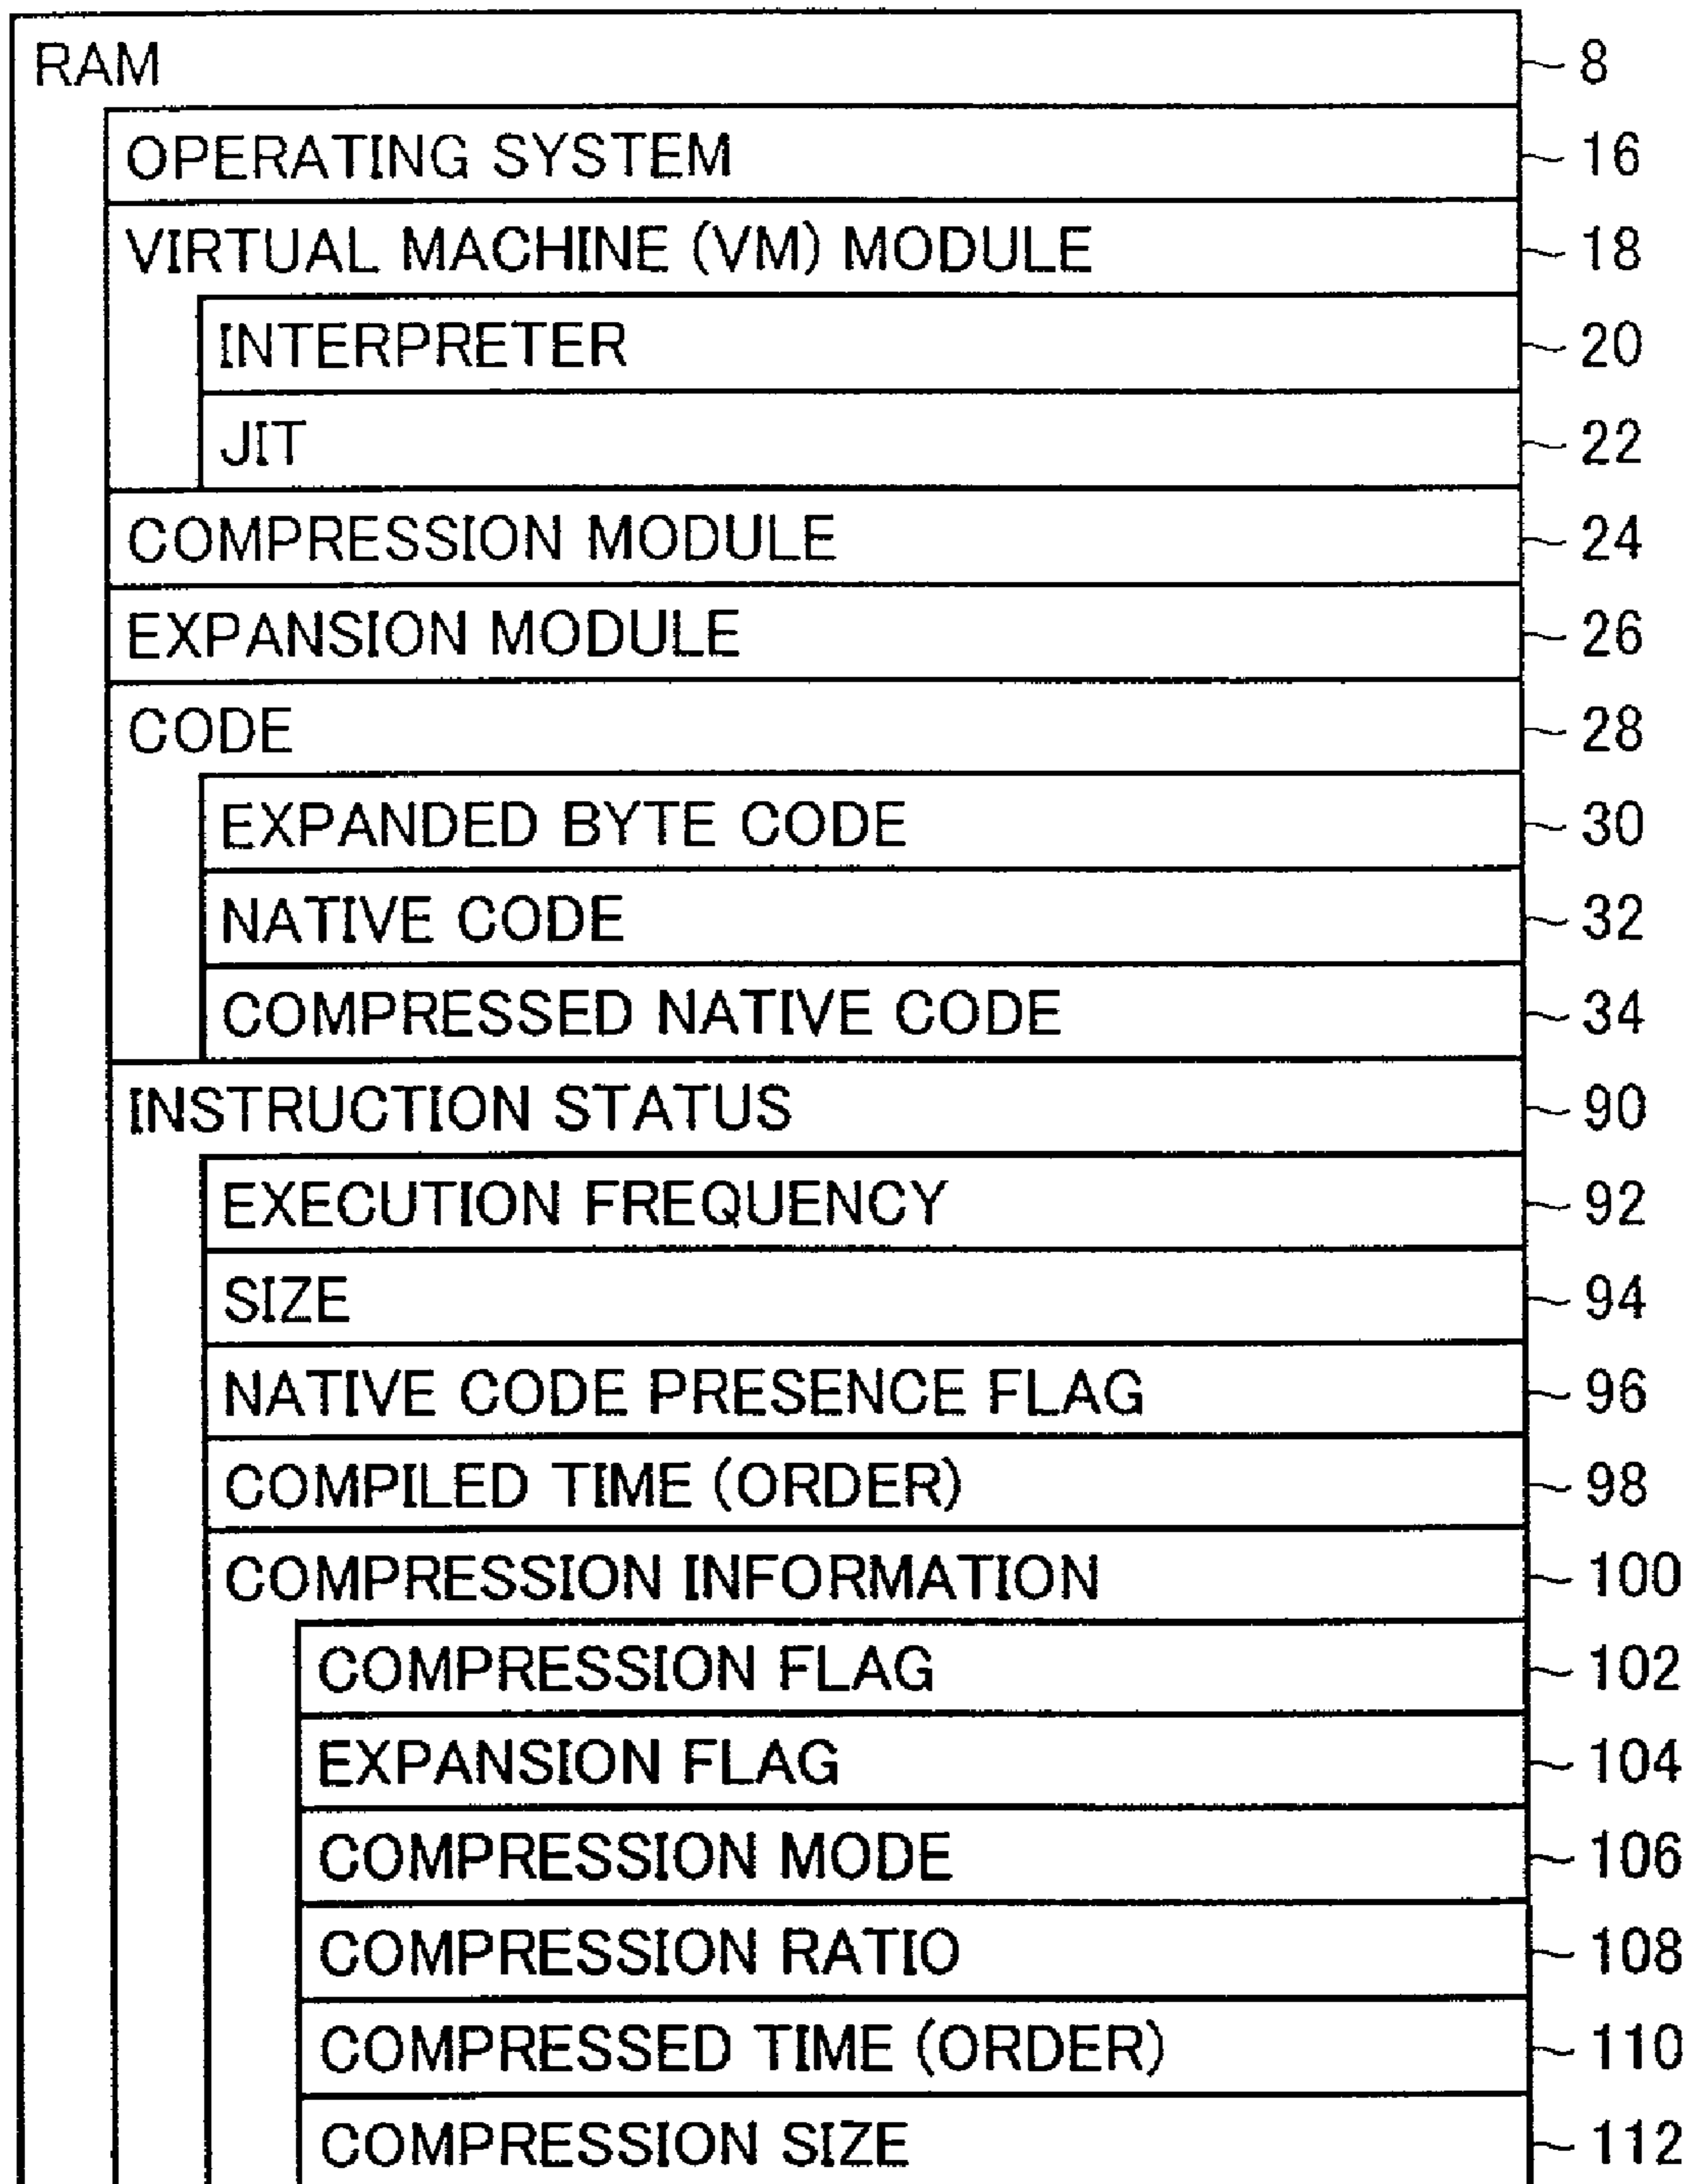 RAM 8
OPERATING SYSTEM 16
VIRTUAL MACHINE (VM) MODULE 18
INTERPRETER 20
JIT 22
COMPRESSION MODULE 24
EXPANSION MODULE 26
CODE 28
EXPANDED BYTE CODE 30
NATIVE CODE 32
COMPRESSED NATIVE CODE 34
INSTRUCTION STATUS 90
EXECUTION FREQUENCY 92
SIZE 94
NATIVE CODE PRESENCE FLAG 96
COMPILED TIME (ORDER) 98
COMPRESSION INFORMATION 100
COMPRESSION FLAG 102
EXPANSION FLAG 104
COMPRESSION MODE 106
COMPRESSION RATIO 108
COMPRESSED TIME (ORDER) 110
COMPRESSION SIZE 112